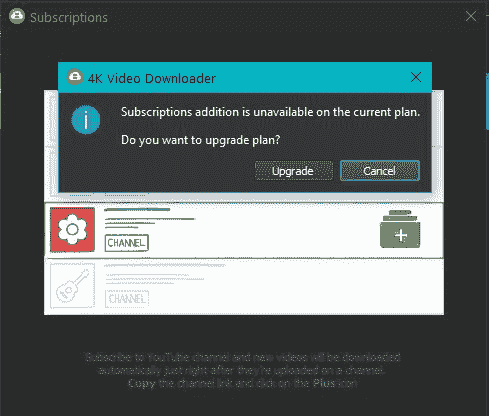 Subscriptions
4K Video Downloader
Subscriptions addition is unavailable on the current plan.
Do you want to upgrade plan?
Upgrade
Cancel
CHANNEL
CHANNEL
Subscribe to YouTube channel and new videos will be downloaded
automatically just right after they're uploaded on a channel.
Copy the channel link and click on the Plus icon